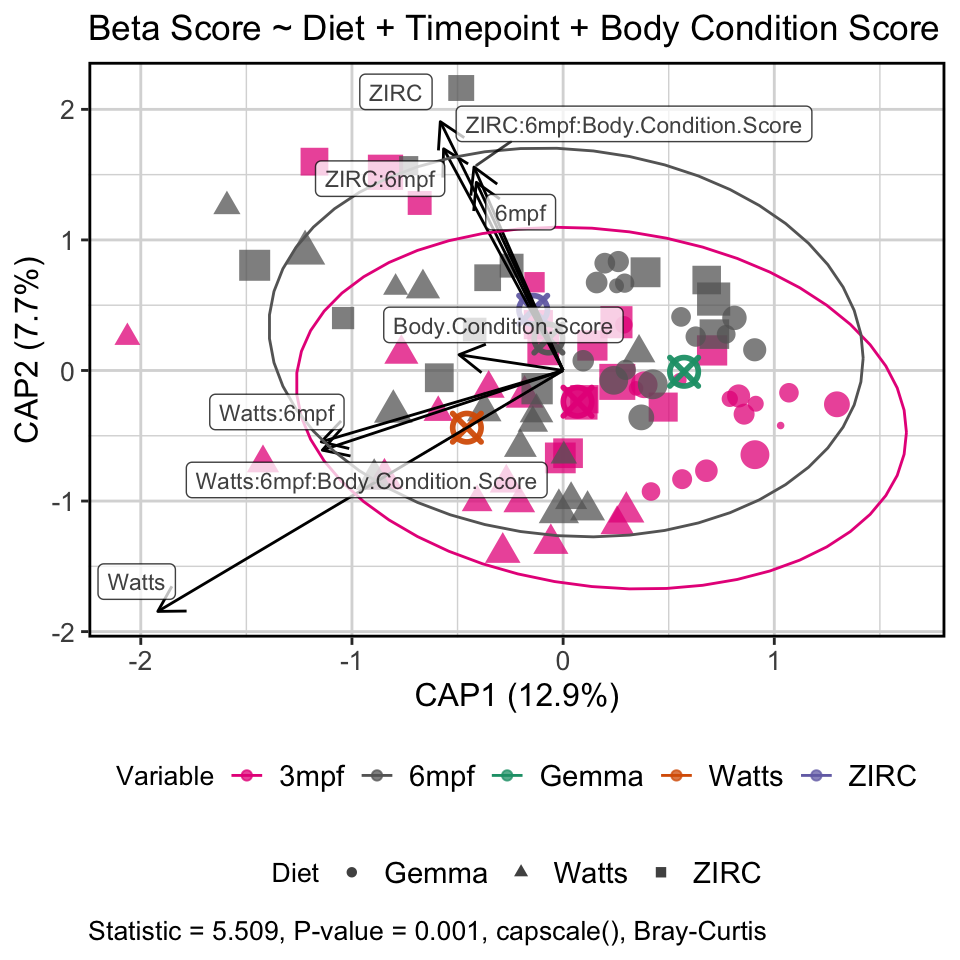 Beta Score ~ Diet + Timepoint + Body Condition Score
ZIRC
ZIRC:6mpf:Body.Condition.Score
ZIRC:6mpf
6mpf
Body.Condition.Score
Watts:6mpf
Watts:6mpf:Body.Condition.Score
Watts
2
1
0
-1
-2
CAP2 (7.7%)
-2 -1 0 1
CAP1 (12.9%)
Variable 3mpf 6mpf Gemma Watts ZIRC
Diet Gemma Watts ZIRC
Statistic = 5.509, P-value = 0.001, capscale(), Bray-Curtis